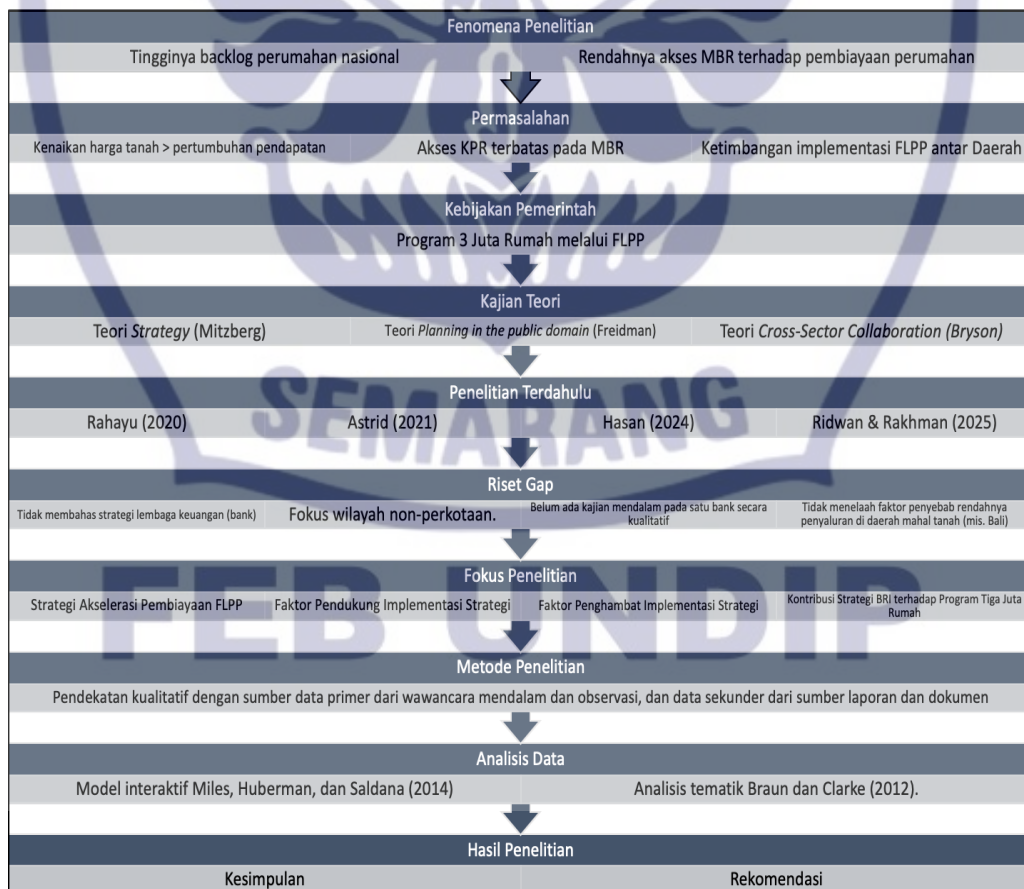 Fenomena Penelitian
Tingginya backlog perumahan nasional
Rendahnya akses MBR terhadap pembiayaan perumahan
Permasalahan
Kenaikan harga tanah > pertumbuhan pendapatan
Akses KPR terbatas pada MBR
Ketimbangan implementasi FLPP antar Daerah
Kebijakan Pemerintah
Program 3 Juta Rumah melalui FLPP
Kajian Teori
Teori Strategy (Mitzberg)
Teori Planning in the public domain (Freidman)
Teori Cross-Sector Collaboration (Bryson)
SEMARANG
Penelitian Terdahulu
Rahayu (2020)
Astrid (2021)
Hasan (2024)
Ridwan & Rakhman (2025)
Riset Gap
Tidak membahas strategi lembaga keuangan (bank)
Fokus wilayah non-perkotaan.
Belum ada kajian mendalam pada satu bank secara
kualitatif
Tidak menelaah faktor penyebab rendahnya
penyaluran di daerah mahal tanah (mis. Bali)
Fokus Penelitian
Strategi Akselerasi Pembiayaan FLPP
Faktor Pendukung Implementasi Strategi
Faktor Penghambat Implementasi Strategi
Kontribusi Strategi BRI terhadap Program Tiga Juta
Rumah
FEB UNDIP
Metode Penelitian
Pendekatan kualitatif dengan sumber data primer dari wawancara mendalam dan observasi, dan data sekunder dari sumber laporan dan dokumen
Analisis Data
Model interaktif Miles, Huberman, dan Saldana (2014)
Analisis tematik Braun dan Clarke (2012).
Hasil Penelitian
Kesimpulan
Rekomendasi